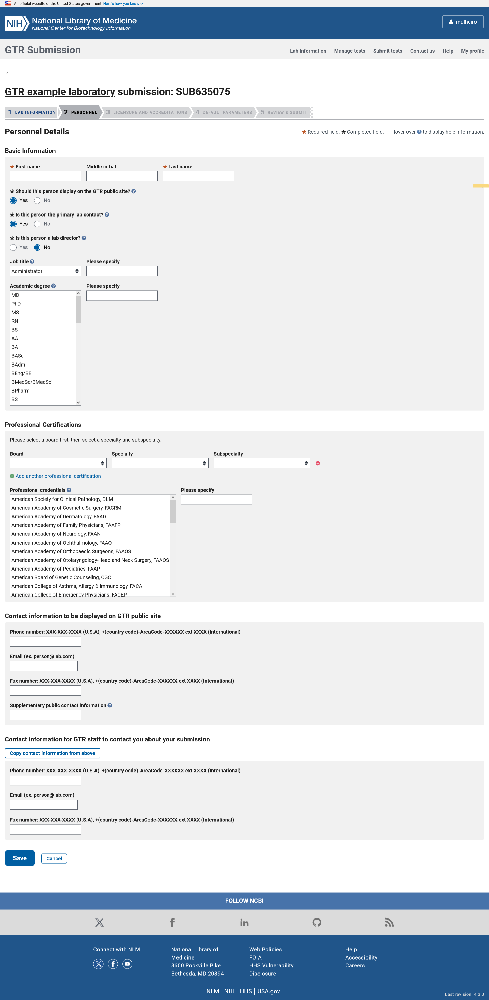 An official website of the United States government Here's how you know
NIH National Library of Medicine
National Center for Biotechnology Information
malheiro
GTR Submission
Lab information Manage tests Submit tests Contact us Help My profile
GTR example laboratory submission: SUB635075
1 LAB INFORMATION 2 PERSONNEL 3 LICENSURE AND ACCREDITATIONS 4 DEFAULT PARAMETERS 5 REVIEW & SUBMIT
Personnel Details
* Required field. * Completed field. Hover over ? to display help information.
Basic Information
* First name Middle initial * Last name
* Should this person display on the GTR public site? ?
Yes No
* Is this person the primary lab contact? ?
Yes No
* Is this person a lab director? ?
Yes No
Job title ? Please specify
Administrator
Academic degree ? Please specify
MD
PhD
MS
RN
BS
AA
BA
BASc
BAdm
BEng/BE
BMedSc/BMedSci
BPharm
BS
Professional Certifications
Please select a board first, then select a specialty and subspecialty.
Board Specialty Subspecialty
Add another professional certification
Professional credentials ? Please specify
American Society for Clinical Pathology, DLM
American Academy of Cosmetic Surgery, FACRM
American Academy of Dermatology, FAAD
American Academy of Family Physicians, FAAFP
American Academy of Neurology, FAAN
American Academy of Ophthalmology, FAAO
American Academy of Orthopaedic Surgeons, FAAOS
American Academy of Otolaryngology-Head and Neck Surgery, FAAOS
American Academy of Pediatrics, FAAP
American Board of Genetic Counseling, CGC
American College of Asthma, Allergy & Immunology, FACAI
American College of Emergency Physicians, FACEP
Contact information to be displayed on GTR public site
Phone number: XXX-XXX-XXXX (U.S.A), +(country code)-AreaCode-XXXXXX ext XXXX (International)
Email (ex. person@lab.com)
Fax number: XXX-XXX-XXXX (U.S.A), +(country code)-AreaCode-XXXXXX ext XXXX (International)
Supplementary public contact information ?
Contact information for GTR staff to contact you about your submission
Copy contact information from above
Phone number: XXX-XXX-XXXX (U.S.A), +(country code)-AreaCode-XXXXXX ext XXXX (International)
Email (ex. person@lab.com)
Fax number: XXX-XXX-XXXX (U.S.A), +(country code)-AreaCode-XXXXXX ext XXXX (International)
Save Cancel
FOLLOW NCBI
Connect with NLM
National Library of
Medicine
8600 Rockville Pike
Bethesda, MD 20894
Web Policies
FOIA
HHS Vulnerability
Disclosure
Help
Accessibility
Careers
NLM | NIH | HHS | USA.gov
Last revision: 4.3.0